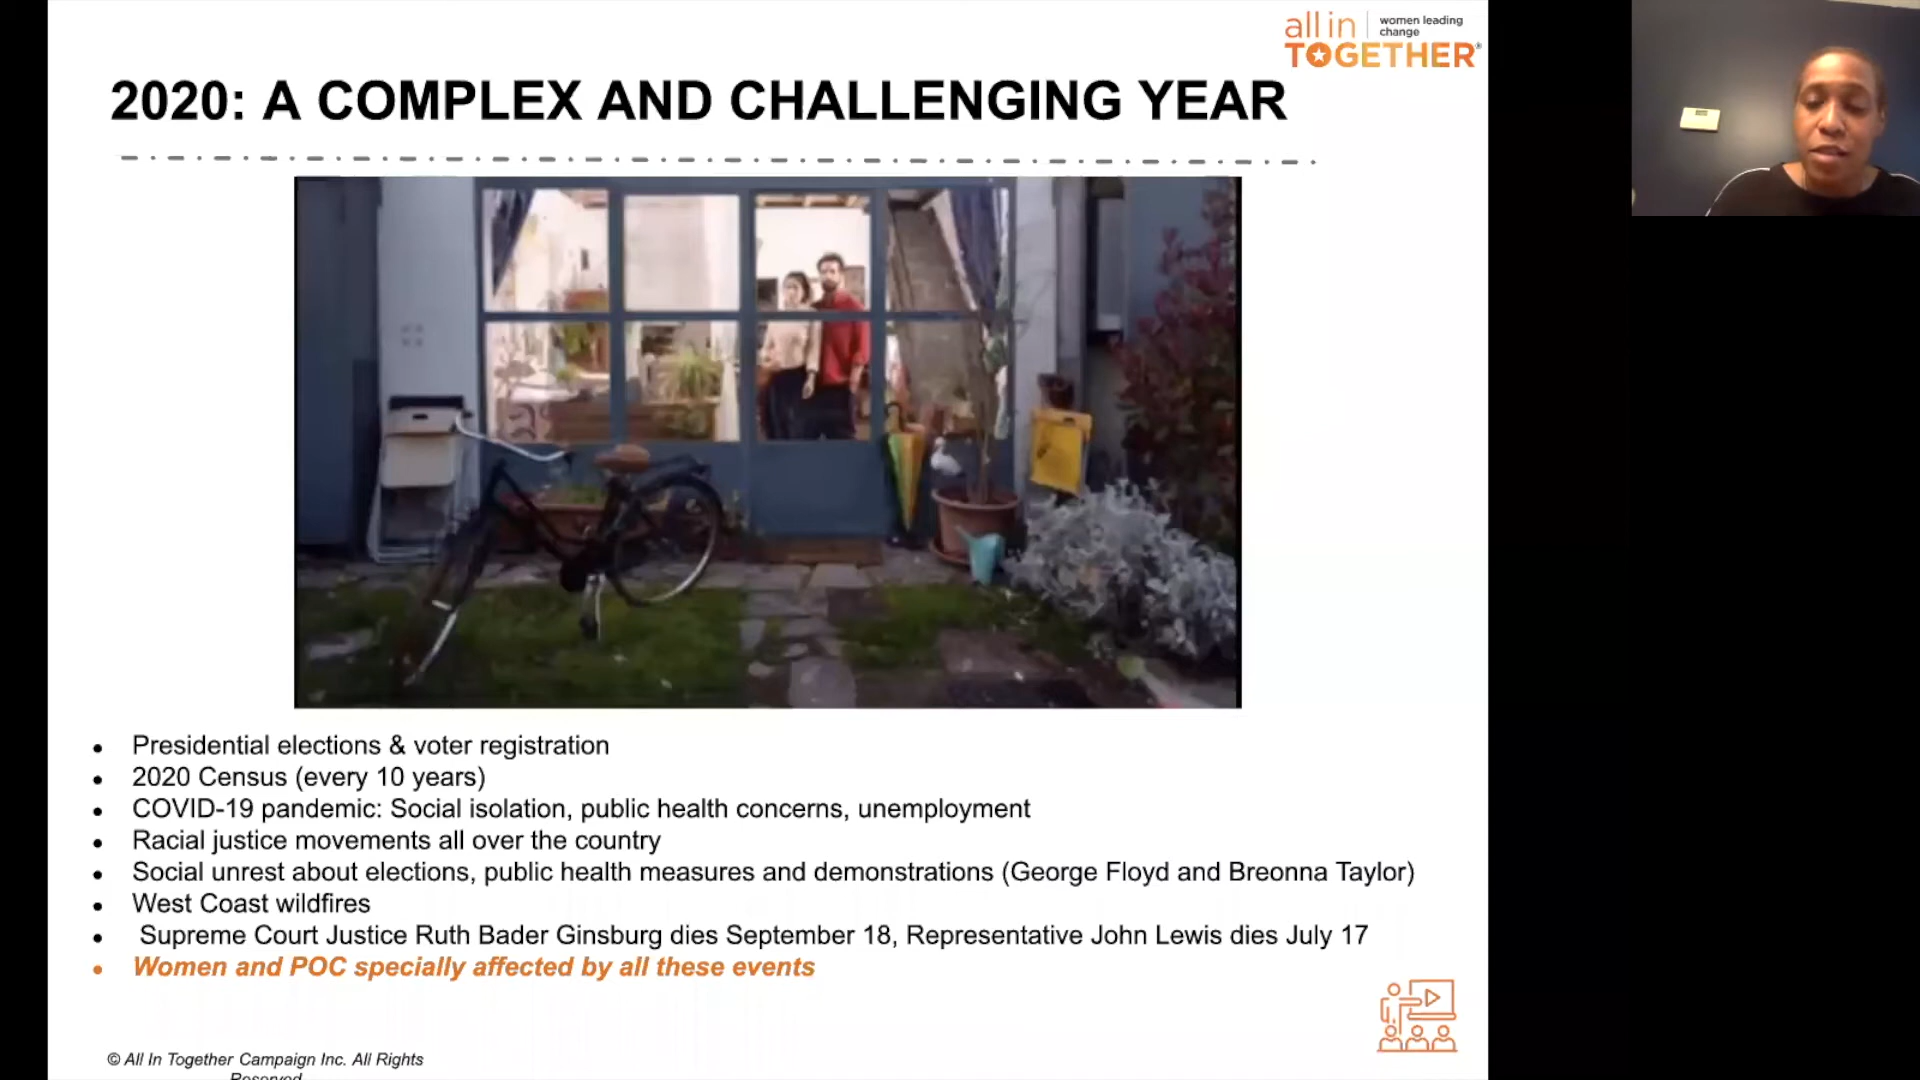 all in
women leading
change
TOGETHER
2020: A COMPLEX AND CHALLENGING YEAR
• Presidential elections & voter registration
• 2020 Census (every 10 years)
• COVID-19 pandemic: Social isolation, public health concerns, unemployment
• Racial justice movements all over the country
• Social unrest about elections, public health measures and demonstrations (George Floyd and Breonna Taylor)
• West Coast wildfires
• Supreme Court Justice Ruth Bader Ginsburg dies September 18, Representative John Lewis dies July 17
• Women and POC specially affected by all these events
© All In Together Campaign Inc. All Rights
Reserved